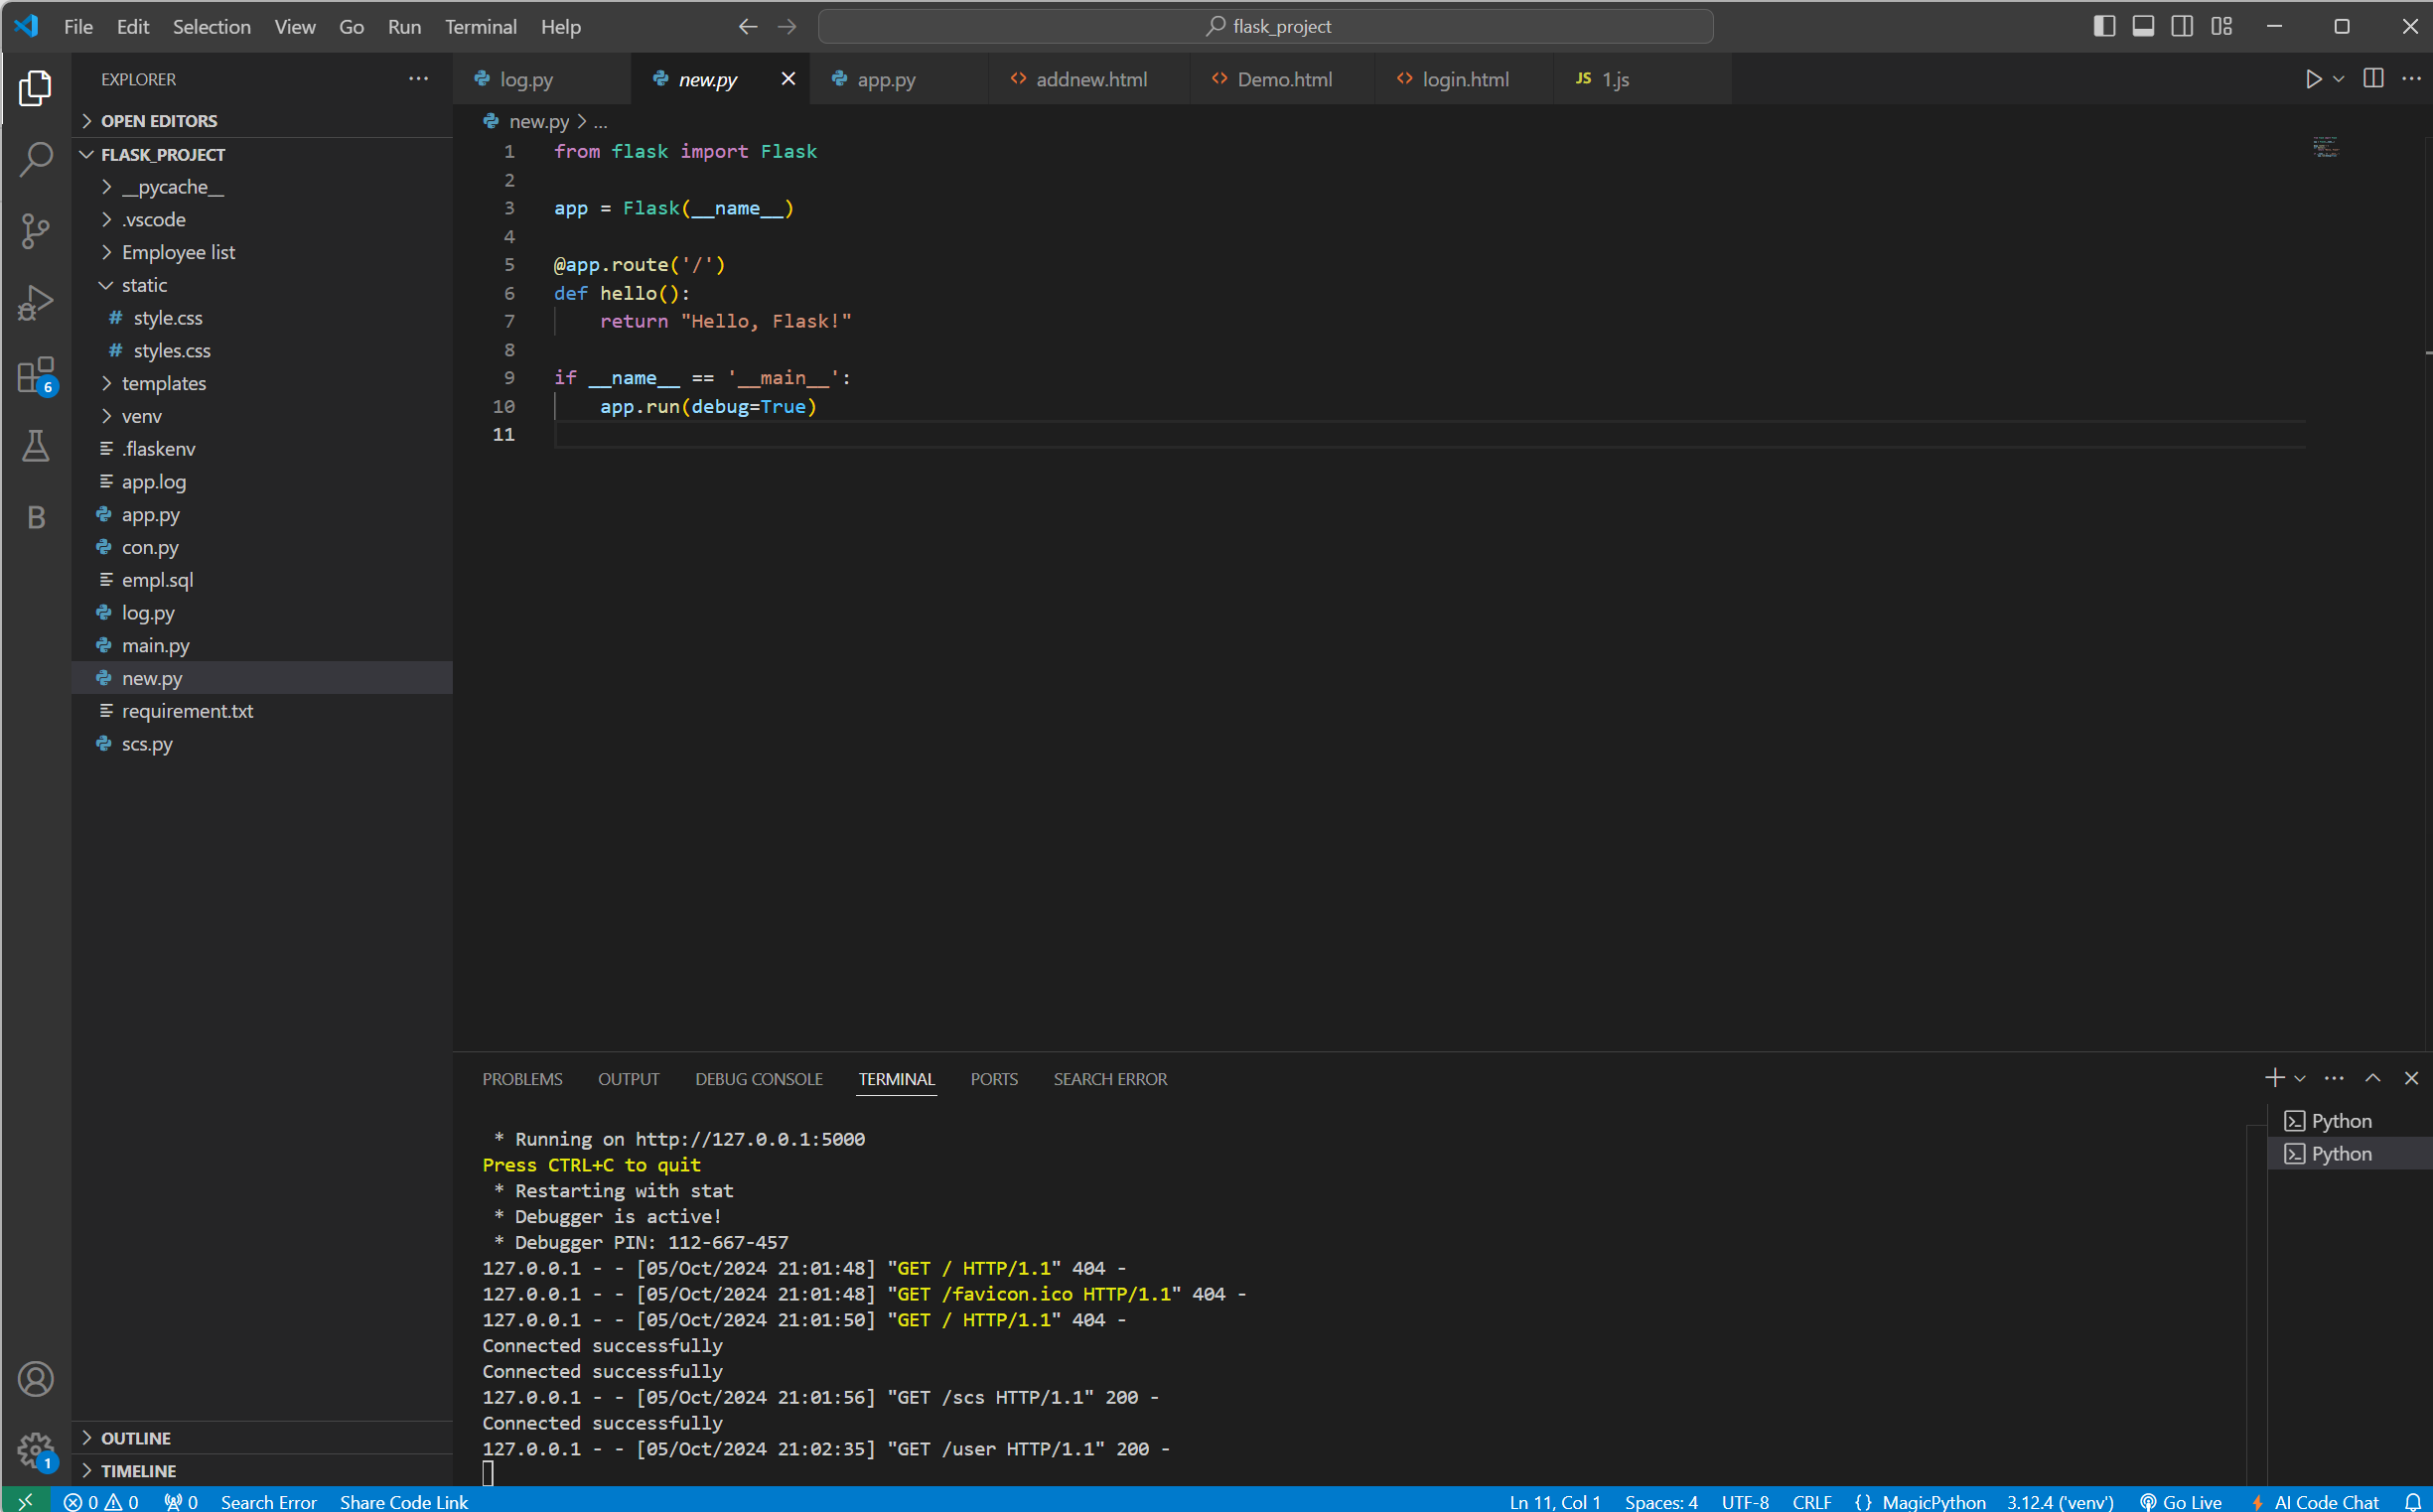 File Edit Selection View Go Run Terminal Help
flask_project
EXPLORER
OPEN EDITORS
FLASK_PROJECT
__pycache__
.vscode
Employee list
static
# style.css
# styles.css
templates
venv
.flaskenv
app.log
app.py
con.py
empl.sql
log.py
main.py
new.py
requirement.txt
scs.py
OUTLINE
TIMELINE
6
B
1
log.py new.py app.py addnew.html Demo.html login.html JS 1.js
new.py > ...
1 from flask import Flask
2
3 app = Flask(__name__)
4
5 @app.route('/')
6 def hello():
7 return "Hello, Flask!"
8
9 if __name__ == '__main__':
10 app.run(debug=True)
11
PROBLEMS OUTPUT DEBUG CONSOLE TERMINAL PORTS SEARCH ERROR
* Running on http://127.0.0.1:5000
Press CTRL+C to quit
* Restarting with stat
* Debugger is active!
* Debugger PIN: 112-667-457
127.0.0.1 - - [05/Oct/2024 21:01:48] "GET / HTTP/1.1" 404 -
127.0.0.1 - - [05/Oct/2024 21:01:48] "GET /favicon.ico HTTP/1.1" 404 -
127.0.0.1 - - [05/Oct/2024 21:01:50] "GET / HTTP/1.1" 404 -
Connected successfully
Connected successfully
127.0.0.1 - - [05/Oct/2024 21:01:56] "GET /scs HTTP/1.1" 200 -
Connected successfully
127.0.0.1 - - [05/Oct/2024 21:02:35] "GET /user HTTP/1.1" 200 -
Python
Python
0 0 0 Search Error Share Code Link Ln 11, Col 1 Spaces: 4 UTF-8 CRLF {} MagicPython 3.12.4 ('venv') Go Live AI Code Chat